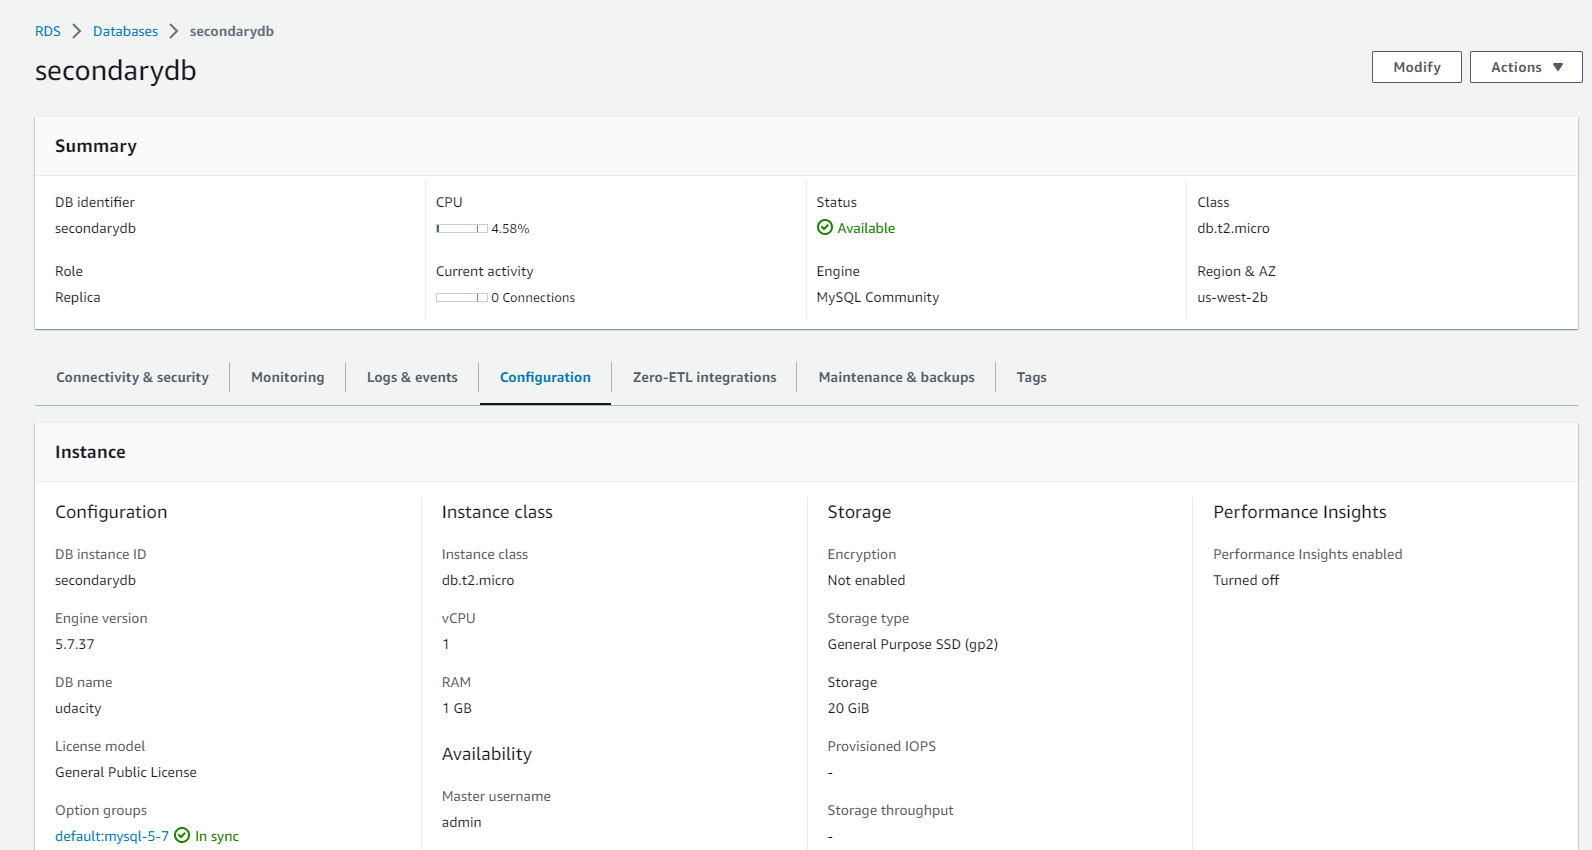 RDS > Databases > secondarydb
secondarydb
Modify
Actions
Summary
DB identifier
secondarydb
CPU
4.58%
Status
Available
Class
db.t2.micro
Role
Replica
Current activity
0 Connections
Engine
MySQL Community
Region & AZ
us-west-2b
Connectivity & security
Monitoring
Logs & events
Configuration
Zero-ETL integrations
Maintenance & backups
Tags
Instance
Configuration
DB instance ID
secondarydb
Engine version
5.7.37
DB name
udacity
License model
General Public License
Option groups
default:mysql-5-7 In sync
Instance class
Instance class
db.t2.micro
vCPU
1
RAM
1 GB
Availability
Master username
admin
Storage
Encryption
Not enabled
Storage type
General Purpose SSD (gp2)
Storage
20 GiB
Provisioned IOPS
-
Storage throughput
-
Performance Insights
Performance Insights enabled
Turned off